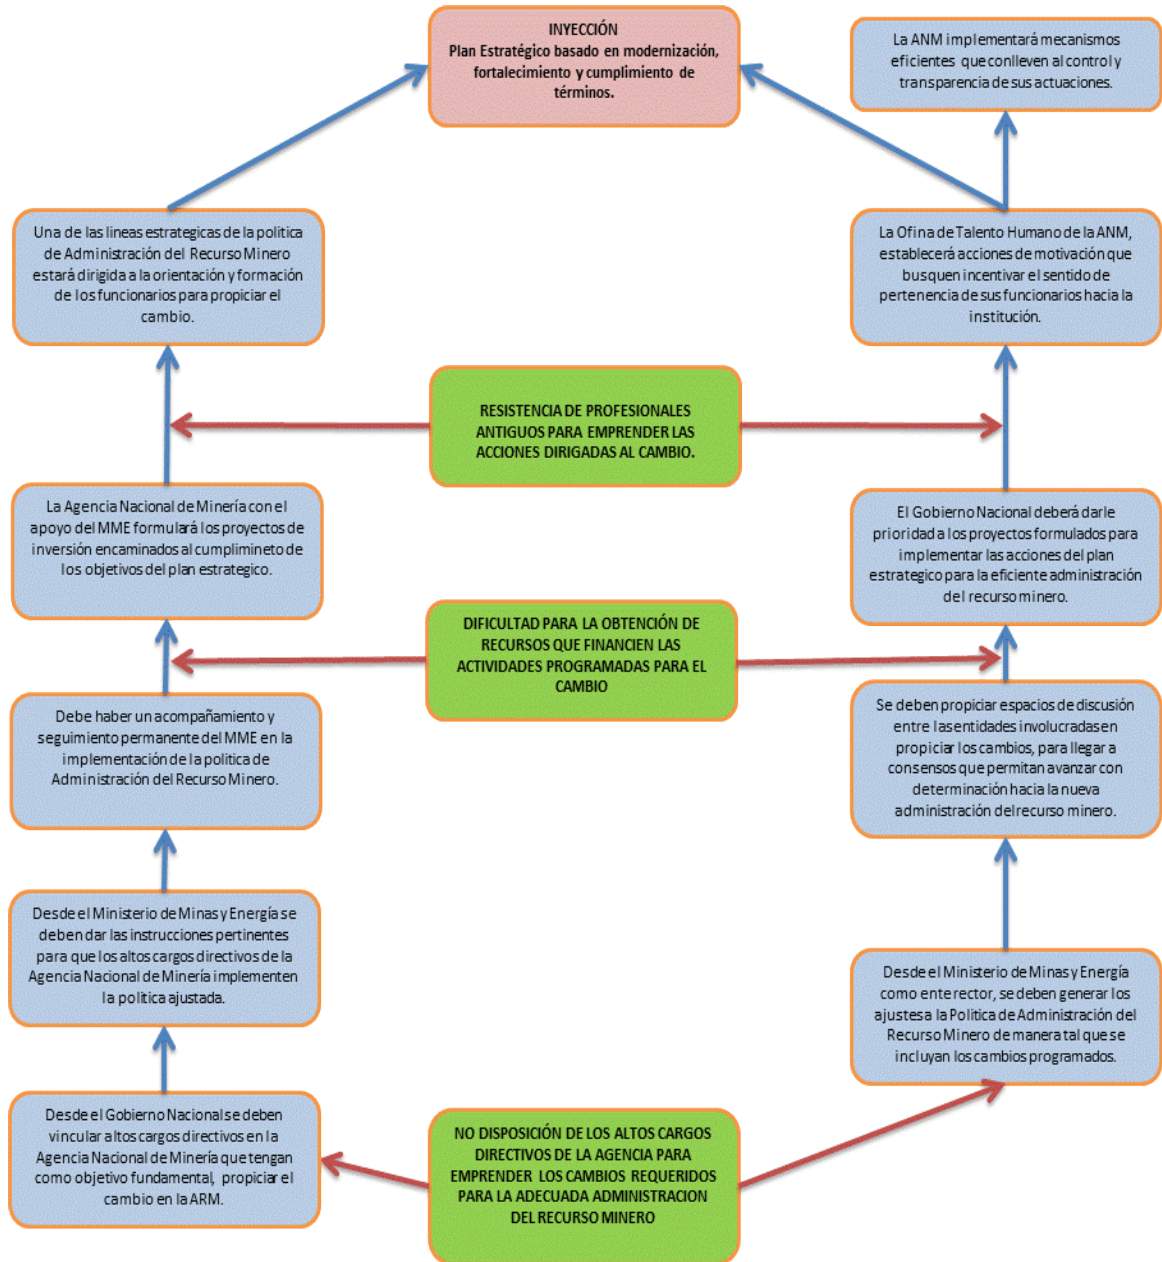 INYECCIÓN
Plan Estratégico basado en modernización,
fortalecimiento y cumplimiento de
términos.
La ANM implementará mecanismos
eficientes que conlleven al control y
transparencia de sus actuaciones.
Una de las lineas estrategicas de la política
de Administración del Recurso Minero
estará dirigida a la orientación y formación
de los funcionarios para propiciar el
cambio.
La Ofina de Talento Humano de la ANM,
establecerá acciones de motivación que
busquen incentivar el sentido de
pertenencia de sus funcionarios hacia la
institución.
RESISTENCIA DE PROFESIONALES
ANTIGUOS PARA EMPRENDER LAS
ACCIONES DIRIGADAS AL CAMBIO.
La Agencia Nacional de Minería con el
apoyo del MME formulará los proyectos de
inversión encaminados al cumplimineto de
los objetivos del plan estrategico.
El Gobierno Nacional deberá darle
prioridad a los proyectos formulados para
implementar las acciones del plan
estrategico para la eficiente administración
del recurso minero.
DIFICULTAD PARA LA OBTENCIÓN DE
RECURSOS QUE FINANCIEN LAS
ACTIVIDADES PROGRAMADAS PARA EL
CAMBIO
Debe haber un acompañamiento y
seguimiento permanente del MME en la
implementación de la politica de
Administración del Recurso Minero.
Se deben propiciar espacios de discusión
entre las entidades involucradas en
propiciar los cambios, para llegar a
consensos que permitan avanzar con
determinación hacia la nueva
administración del recurso minero.
Desde el Ministerio de Minas y Energía se
deben dar las instrucciones pertinentes
para que los altos cargos directivos de la
Agencia Nacional de Minería implementen
la política ajustada.
Desde el Ministerio de Minas y Energía
como ente rector, se deben generar los
ajustes a la Politica de Administración del
Recurso Minero de manera tal que se
incluyan los cambios programados.
Desde el Gobierno Nacional se deben
vincular altos cargos directivos en la
Agencia Nacional de Minería que tengan
como objetivo fundamental, propiciar el
cambio en la ARM.
NO DISPOSICIÓN DE LOS ALTOS CARGOS
DIRECTIVOS DE LA AGENCIA PARA
EMPRENDER LOS CAMBIOS REQUERIDOS
PARA LA ADECUADA ADMINISTRACION
DEL RECURSO MINERO